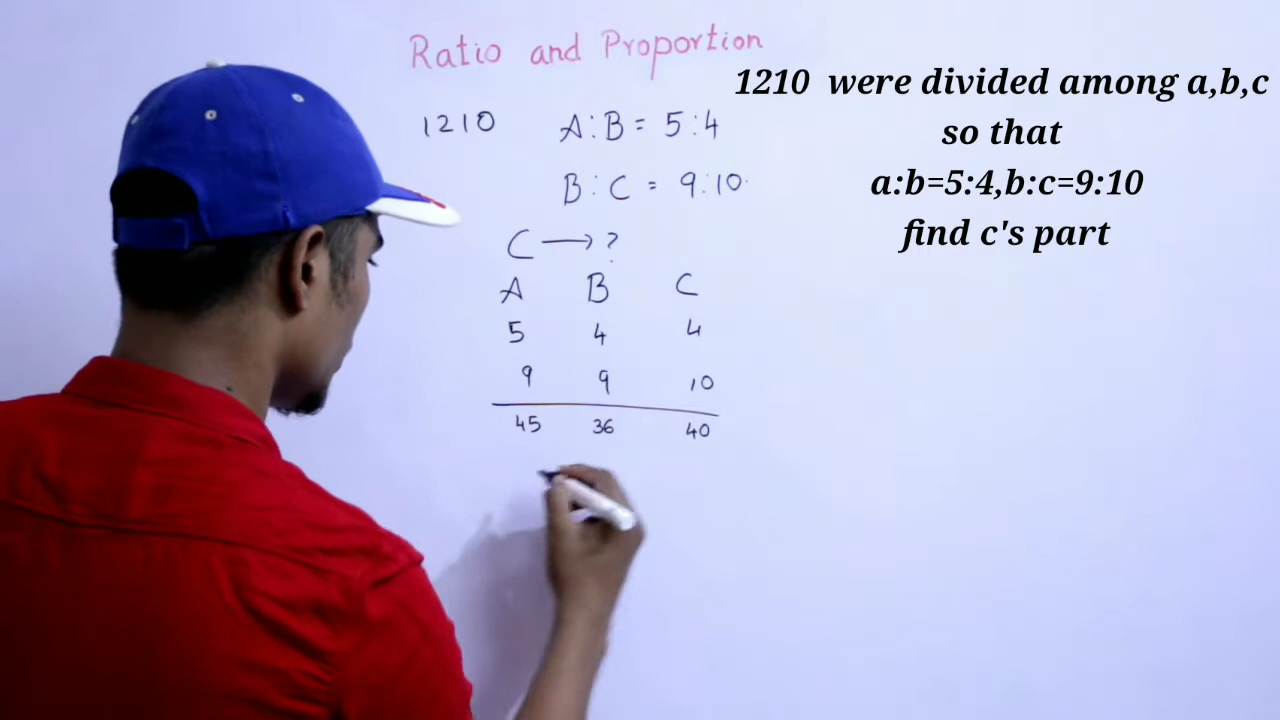 Ratio and Proportion
1210 were divided among a,b,c
so that
a:b=5:4,b:c=9:10
find c's part
1210 A:B = 5:4
B:C = 9:10
C → ?
A B C
5 4 4
9 9 10
45 36 40